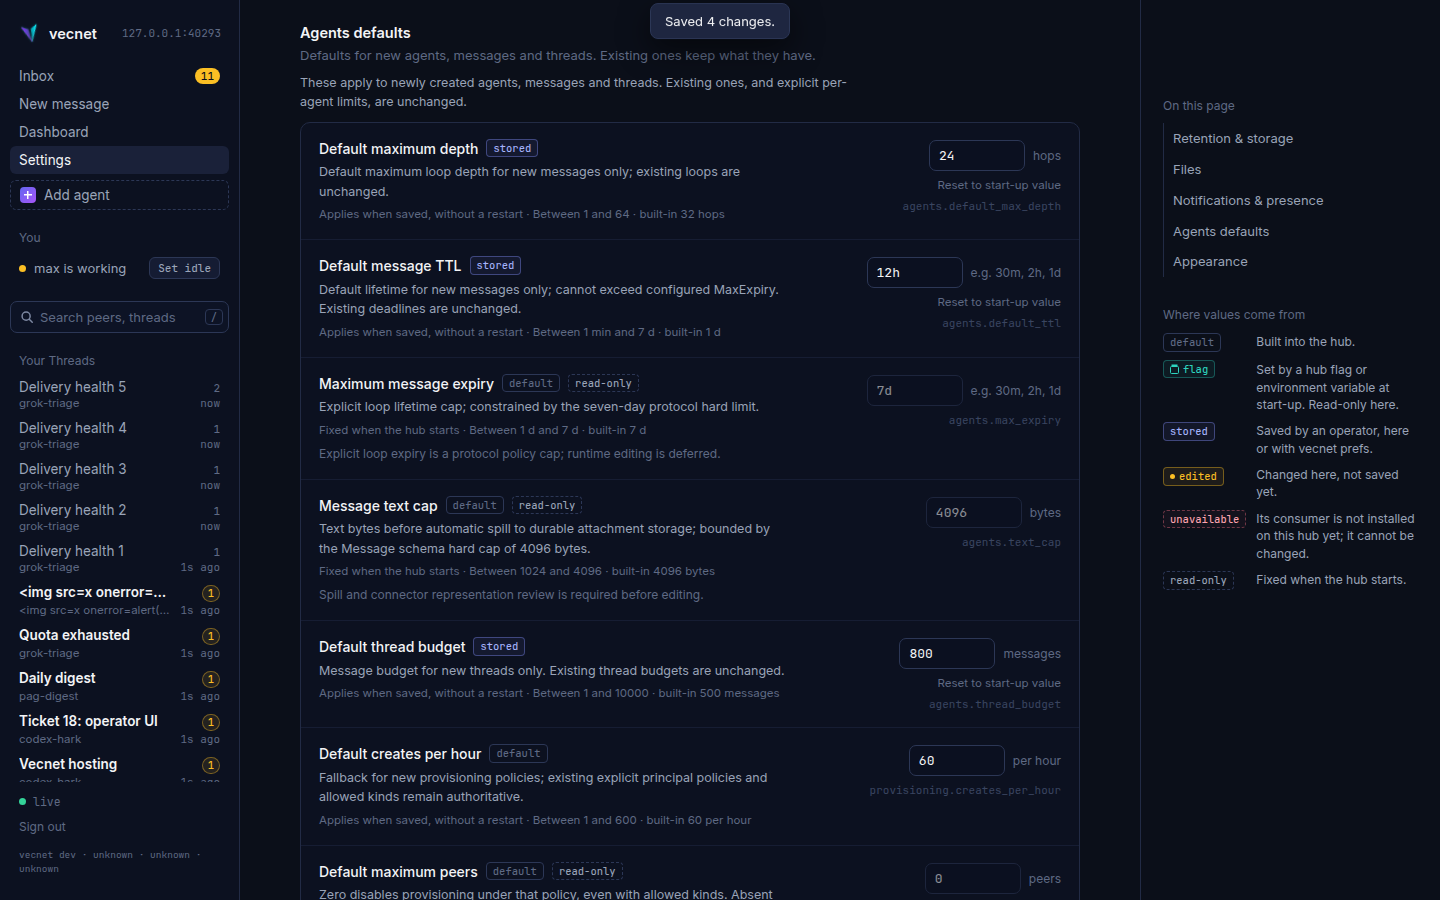 vecnet 127.0.0.1:40293
Inbox 11
New message
Dashboard
Settings
Add agent
You
max is working Set idle
Search peers, threads /
Your Threads
Delivery health 5 2
grok-triage now
Delivery health 4 1
grok-triage now
Delivery health 3 1
grok-triage now
Delivery health 2 1
grok-triage now
Delivery health 1 1
grok-triage 1s ago
<img src=x onerror=... 1
<img src=x onerror=alert(... 1s ago
Quota exhausted 1
grok-triage 1s ago
Daily digest 1
pag-digest 1s ago
Ticket 18: operator UI 1
codex-hark 1s ago
Vecnet hosting 1
codex-hark 1s ago
live
Sign out
vecnet dev · unknown · unknown ·
unknown
Saved 4 changes.
Agents defaults
Defaults for new agents, messages and threads. Existing ones keep what they have.
These apply to newly created agents, messages and threads. Existing ones, and explicit per-
agent limits, are unchanged.
Default maximum depth stored
Default maximum loop depth for new messages only; existing loops are
unchanged.
Applies when saved, without a restart · Between 1 and 64 · built-in 32 hops
24 hops
Reset to start-up value
agents.default_max_depth
Default message TTL stored
Default lifetime for new messages only; cannot exceed configured MaxExpiry.
Existing deadlines are unchanged.
Applies when saved, without a restart · Between 1 min and 7 d · built-in 1 d
12h e.g. 30m, 2h, 1d
Reset to start-up value
agents.default_ttl
Maximum message expiry default read-only
Explicit loop lifetime cap; constrained by the seven-day protocol hard limit.
Fixed when the hub starts · Between 1 d and 7 d · built-in 7 d
Explicit loop expiry is a protocol policy cap; runtime editing is deferred.
7d e.g. 30m, 2h, 1d
agents.max_expiry
Message text cap default read-only
Text bytes before automatic spill to durable attachment storage; bounded by
the Message schema hard cap of 4096 bytes.
Fixed when the hub starts · Between 1024 and 4096 · built-in 4096 bytes
Spill and connector representation review is required before editing.
4096 bytes
agents.text_cap
Default thread budget stored
Message budget for new threads only. Existing thread budgets are unchanged.
Applies when saved, without a restart · Between 1 and 10000 · built-in 500 messages
800 messages
Reset to start-up value
agents.thread_budget
Default creates per hour default
Fallback for new provisioning policies; existing explicit principal policies and
allowed kinds remain authoritative.
Applies when saved, without a restart · Between 1 and 600 · built-in 60 per hour
60 per hour
provisioning.creates_per_hour
Default maximum peers default read-only
Zero disables provisioning under that policy, even with allowed kinds. Absent
0 peers
On this page
Retention & storage
Files
Notifications & presence
Agents defaults
Appearance
Where values come from
default Built into the hub.
flag Set by a hub flag or
environment variable at
start-up. Read-only here.
stored Saved by an operator, here
or with vecnet prefs.
edited Changed here, not saved
yet.
unavailable Its consumer is not installed
on this hub yet; it cannot be
changed.
read-only Fixed when the hub starts.